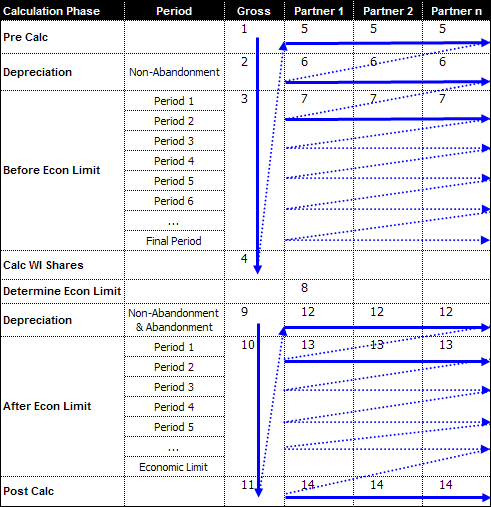 Calculation Phase Period Gross Partner 1 Partner 2 Partner n
Pre Calc 1 5 5 5
Depreciation Non-Abandonment 2 6 6 6
Before Econ Limit
Period 1 3 7 7 7
Period 2
Period 3
Period 4
Period 5
Period 6
...
Final Period
Calc WI Shares 4
Determine Econ Limit 8
Depreciation Non-Abandonment 9 12 12 12
& Abandonment
After Econ Limit
Period 1 10 13 13 13
Period 2
Period 3
Period 4
Period 5
...
Economic Limit
Post Calc 11 14 14 14